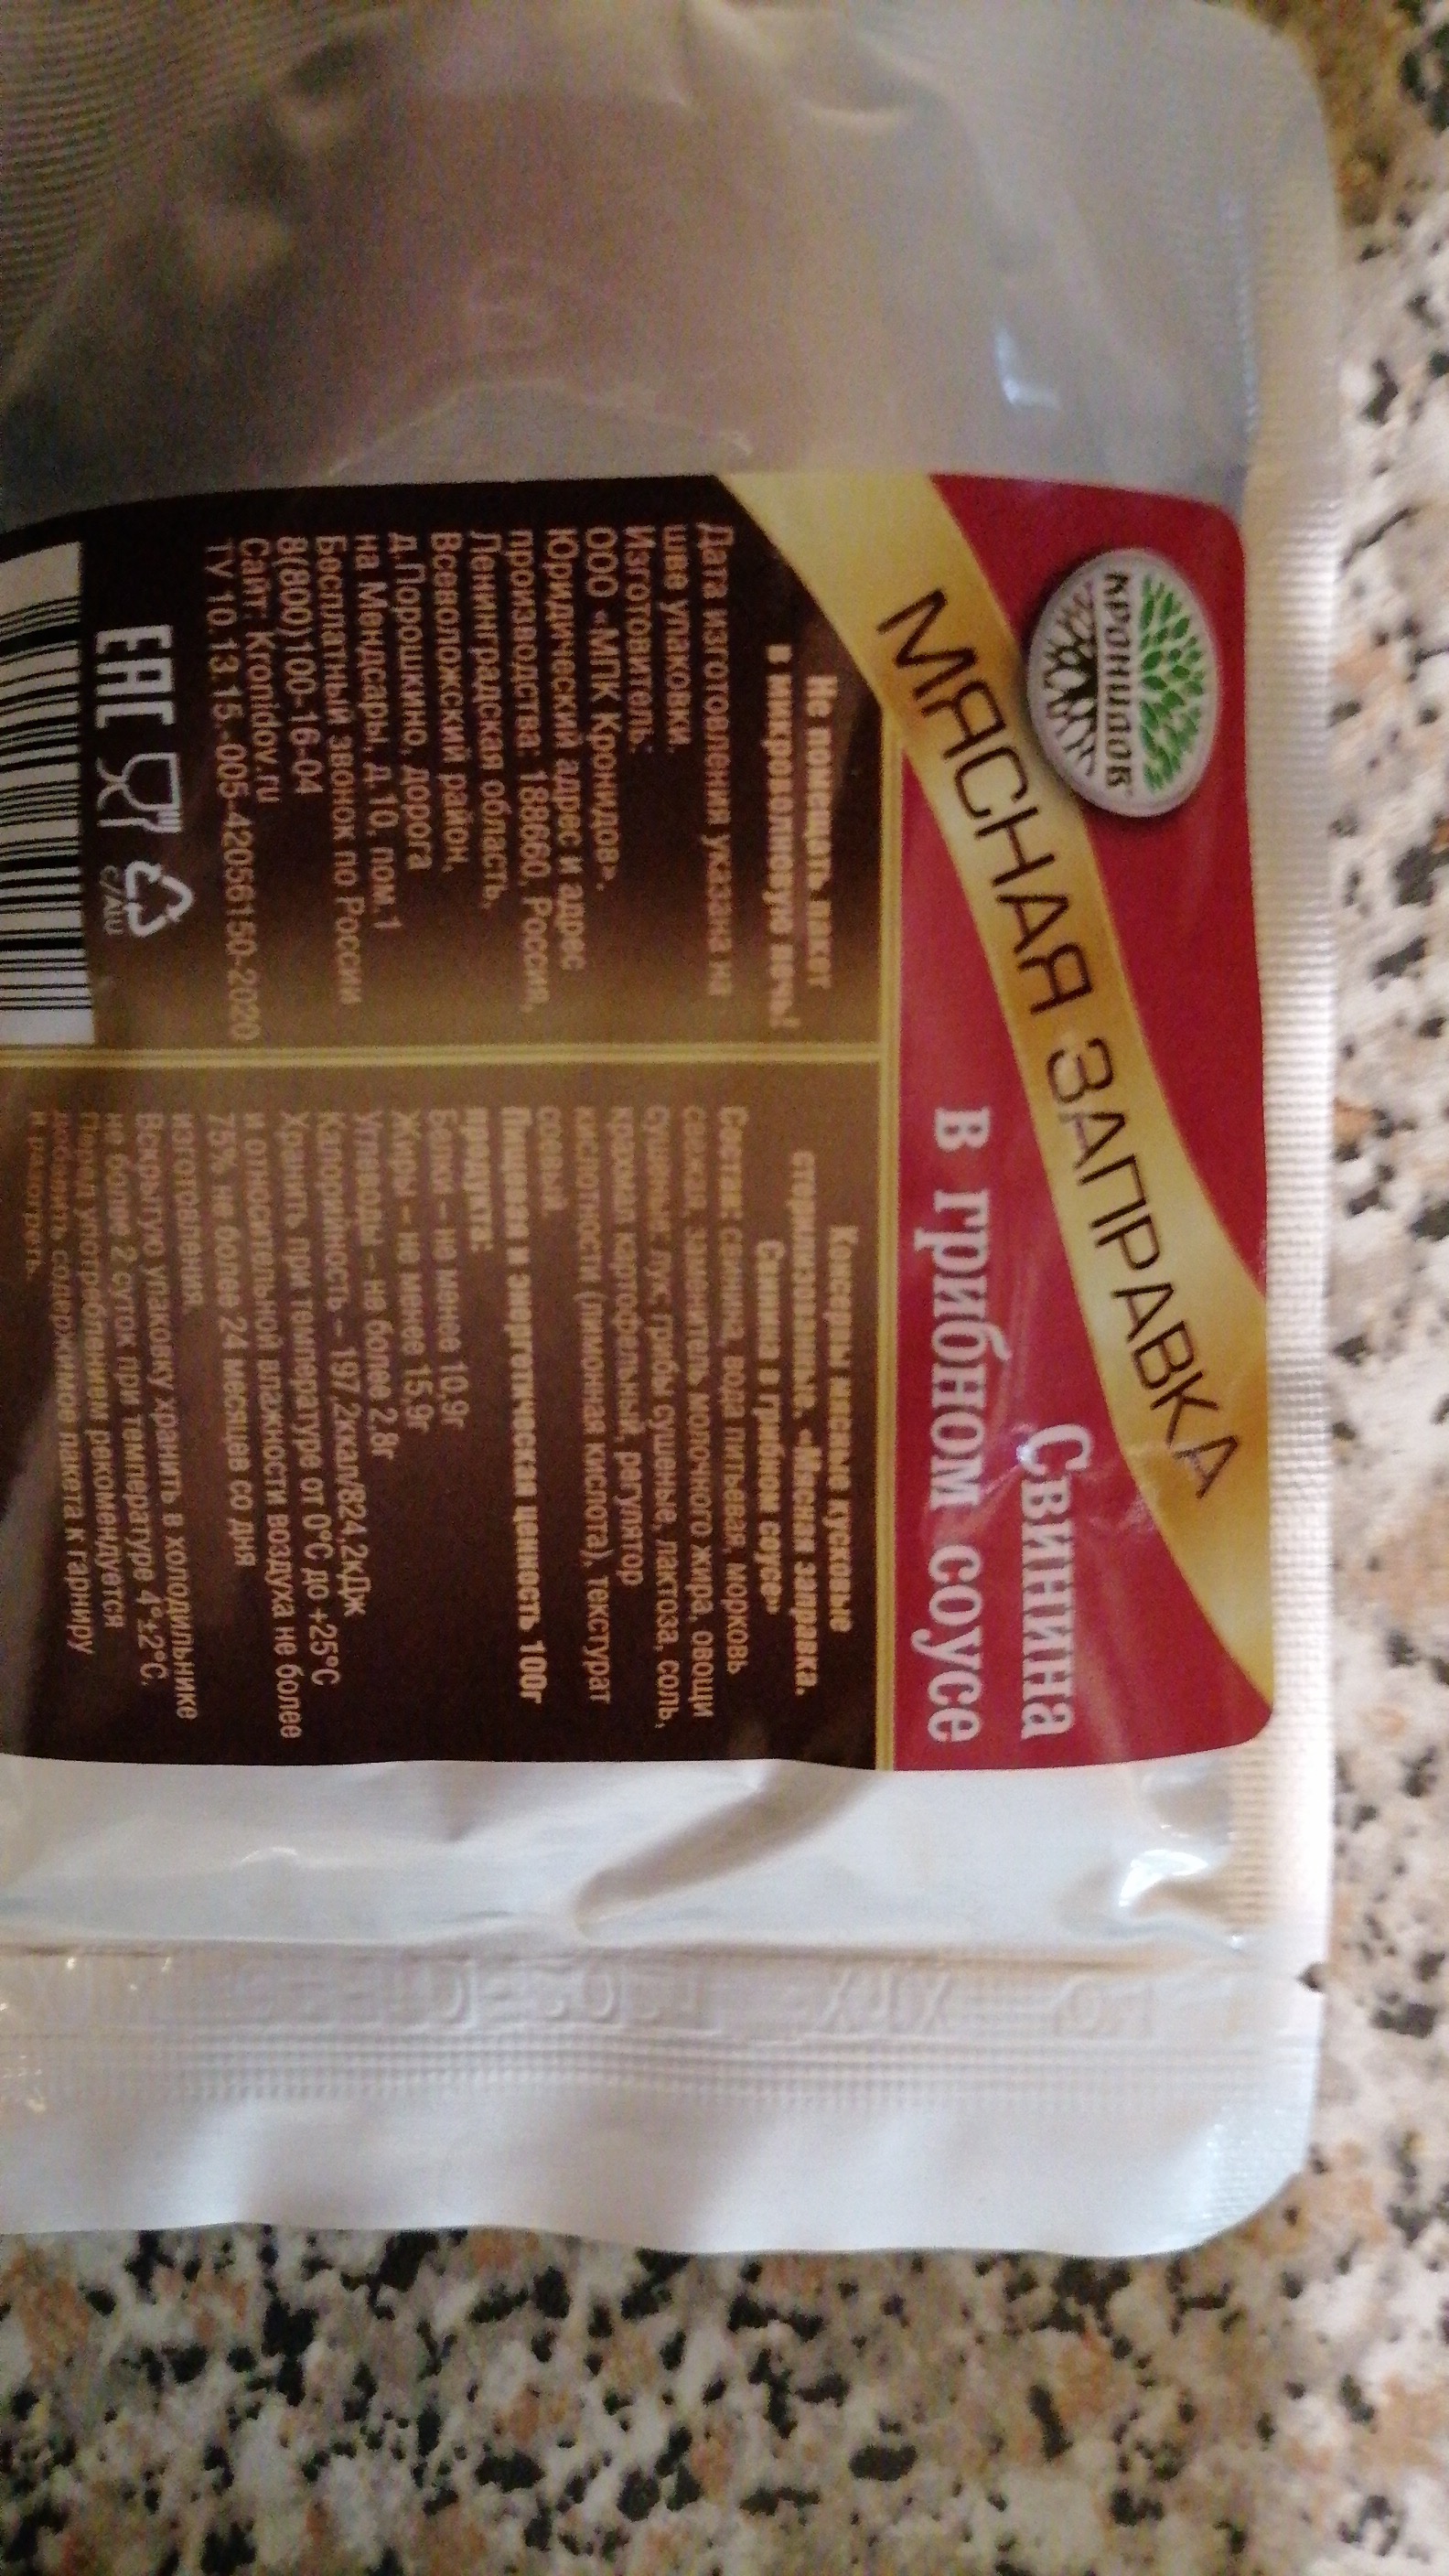 КРОНИДОВ
МЯСНАЯ ЗАПРАВКА
Свинина
в грибном соусе
Не помещать пакет
в микроволновую печь!
Дата изготовления указана на
шве упаковки.
Изготовитель:
ООО «МПК Кронидов».
Юридический адрес и адрес
производства: 188660, Россия,
Ленинградская область,
Всеволожский район,
д.Порошкино, дорога
на Мендсары, д.10, пом.1
Бесплатный звонок по России
8(800)100-16-04
Сайт: Kronidov.ru
TV 10.13.15.-005-42056150-2020
EAC
C/ALU
Консервы мясные кусковые
стерилизованные. «Мясная заправка.
Свинина в грибном соусе»
Состав: свинина, вода питьевая, морковь
свежая, заменитель молочного жира, овощи
сушеные: лук, грибы сушеные, лактоза, соль,
крахмал картофельный, регулятор
кислотности (лимонная кислота), текстурат
соевый.
Пищевая и энергетическая ценность 100г
продукта:
Белки – не менее 10,9г
Жиры – не менее 15,9г
Углеводы – не более 2,8г
Калорийность – 197,2ккал/824,2кДж
Хранить при температуре от 0°С до +25°С
и относительной влажности воздуха не более
75% не более 24 месяцев со дня
изготовления.
Вскрытую упаковку хранить в холодильнике
не более 2 суток при температуре 4°±2°С.
Перед употреблением рекомендуется
добавить содержимое пакета к гарниру
и разогреть.